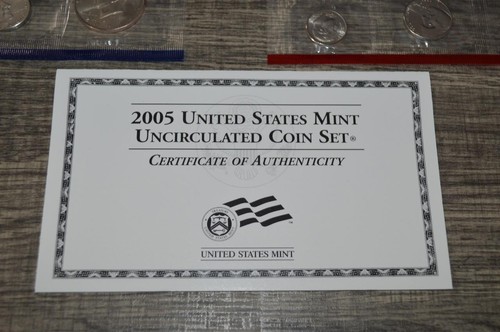 2005 UNITED STATES MINT
UNCIRCULATED COIN SET®
CERTIFICATE OF AUTHENTICITY
UNITED STATES MINT